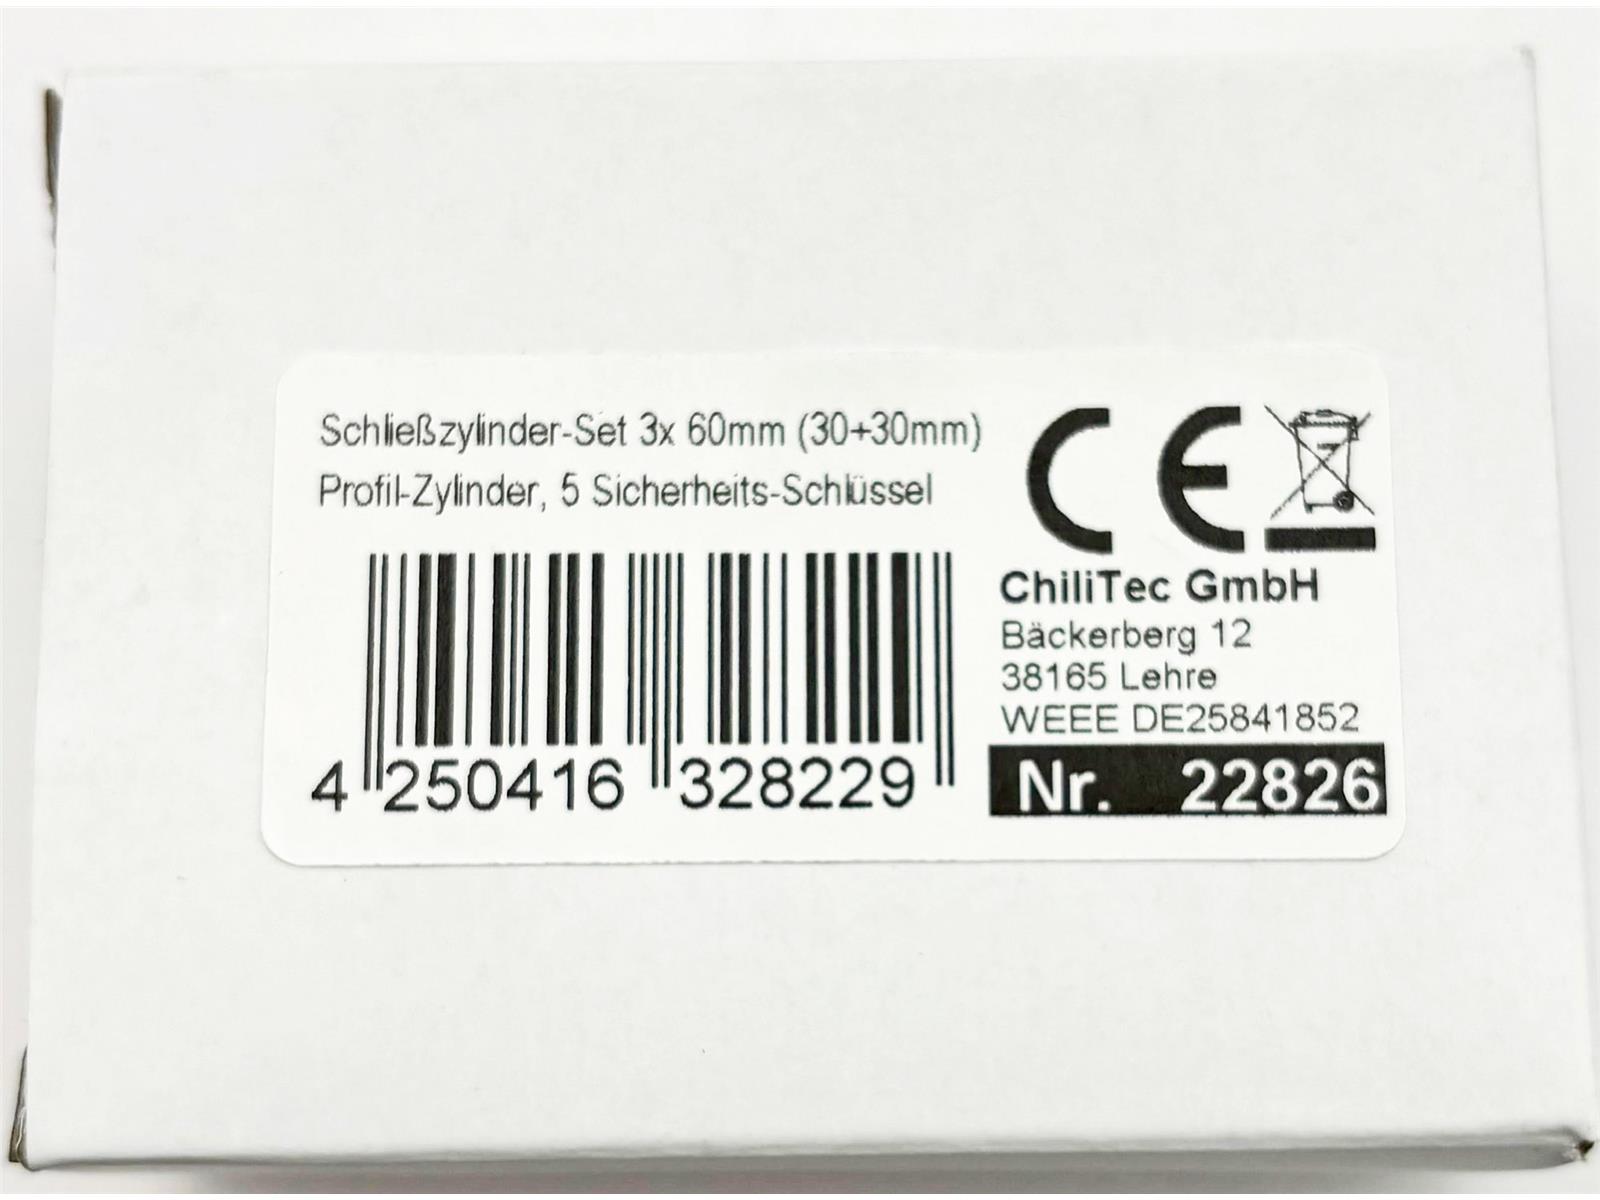 Schließzylinder-Set 3x 60mm (30+30mm)
Profil-Zylinder, 5 Sicherheits-Schlüssel
CE
ChiliTec GmbH
Bäckerberg 12
38165 Lehre
WEEE DE25841852
4 250416 328229
Nr. 22826